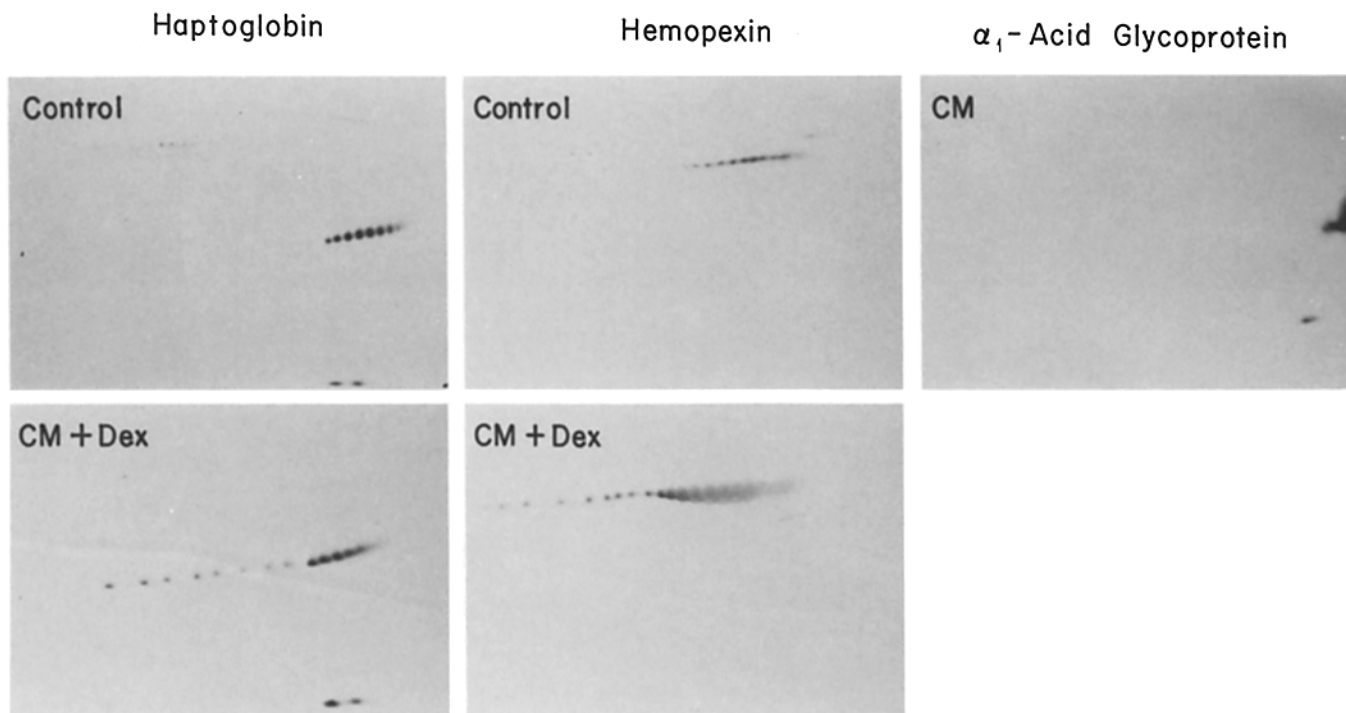 Haptoglobin
Hemopexin
α₁- Acid Glycoprotein
Control
Control
CM
CM + Dex
CM + Dex